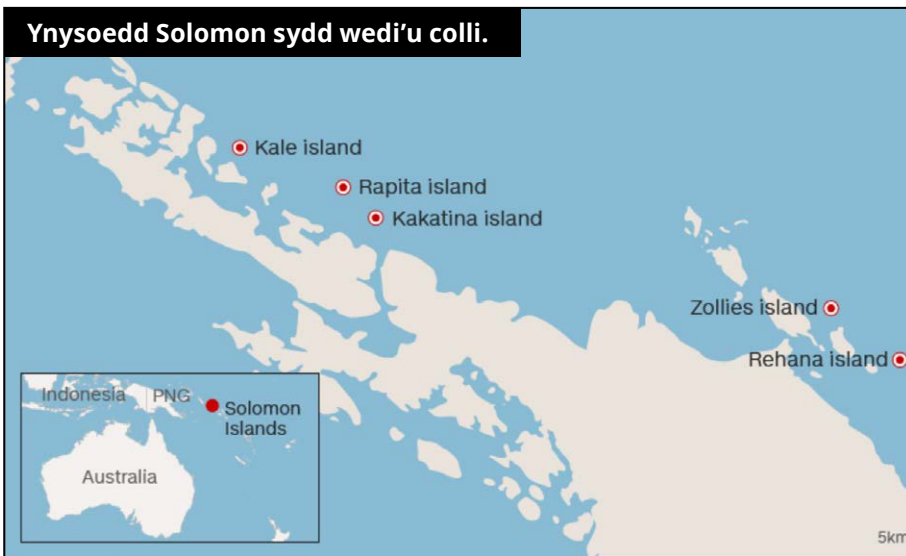 Ynysoedd Solomon sydd wedi'u colli.
Kale island
Rapita island
Kakatina island
Zollies island
Rehana island
Indonesia
PNG
Solomon
Islands
Australia
5km